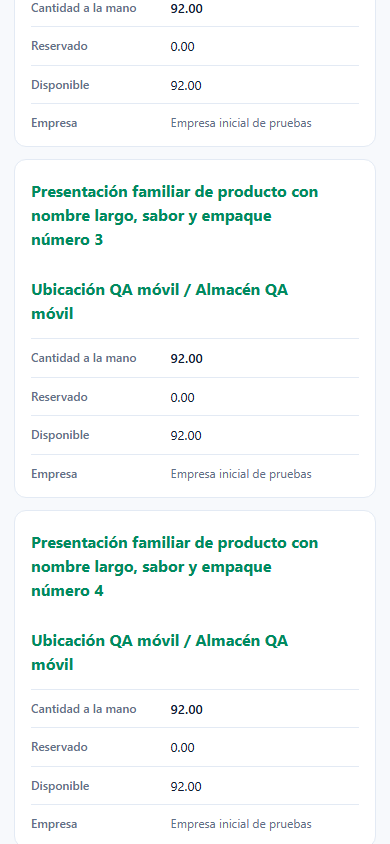 Cantidad a la mano 92.00
Reservado 0.00
Disponible 92.00
Empresa Empresa inicial de pruebas
Presentación familiar de producto con
nombre largo, sabor y empaque
número 3
Ubicación QA móvil / Almacén QA
móvil
Cantidad a la mano 92.00
Reservado 0.00
Disponible 92.00
Empresa Empresa inicial de pruebas
Presentación familiar de producto con
nombre largo, sabor y empaque
número 4
Ubicación QA móvil / Almacén QA
móvil
Cantidad a la mano 92.00
Reservado 0.00
Disponible 92.00
Empresa Empresa inicial de pruebas